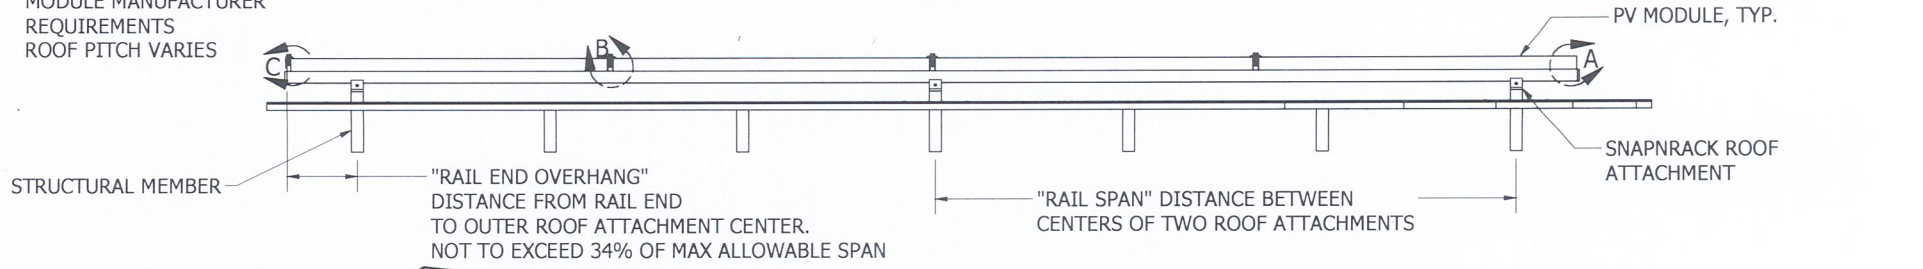 MODULE MANUFACTURER
REQUIREMENTS
ROOF PITCH VARIES
PV MODULE, TYP.
C
B
A
STRUCTURAL MEMBER
"RAIL END OVERHANG"
DISTANCE FROM RAIL END
TO OUTER ROOF ATTACHMENT CENTER.
NOT TO EXCEED 34% OF MAX ALLOWABLE SPAN
"RAIL SPAN" DISTANCE BETWEEN
CENTERS OF TWO ROOF ATTACHMENTS
SNAPNRACK ROOF
ATTACHMENT